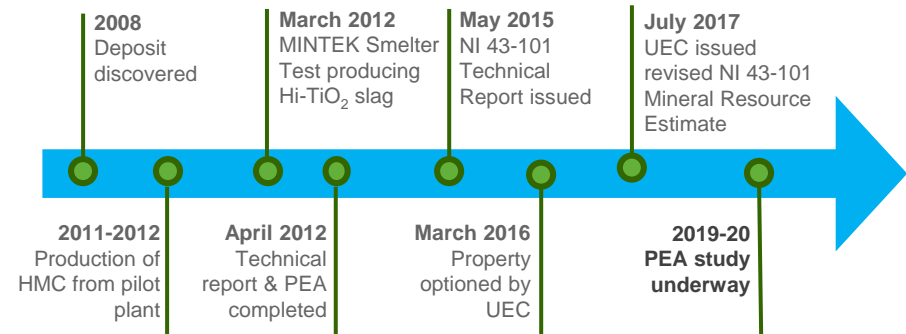 2008
Deposit
discovered
March 2012
MINTEK Smelter
Test producing
Hi-TiO₂ slag
May 2015
NI 43-101
Technical
Report issued
July 2017
UEC issued
revised NI 43-101
Mineral Resource
Estimate
2011-2012
Production of
HMC from pilot
plant
April 2012
Technical
report & PEA
completed
March 2016
Property
optioned by
UEC
2019-20
PEA study
underway